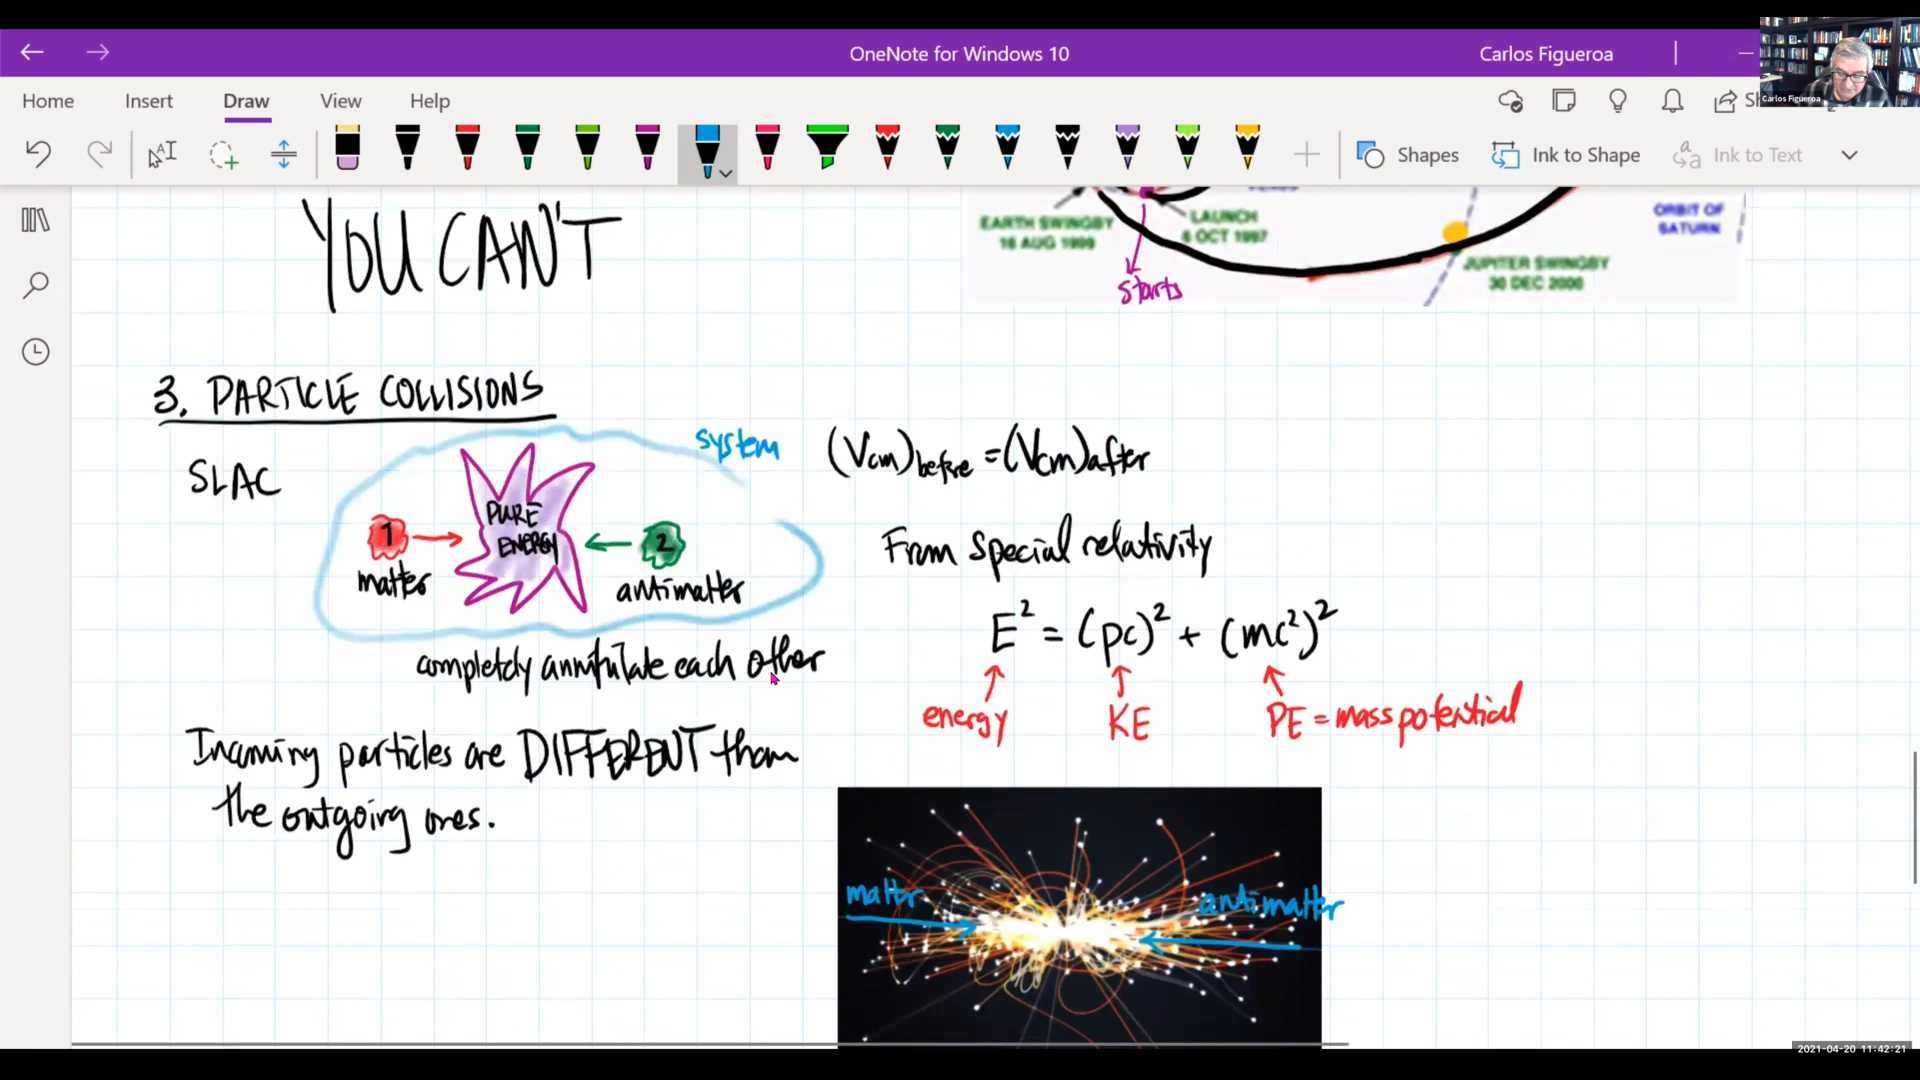 OneNote for Windows 10
Carlos Figueroa
Carlos Figueroa
Home Insert Draw View Help
Shapes Ink to Shape Ink to Text
YOU CAN'T
EARTH SWINGBY
18 AUG 1999
LAUNCH
6 OCT 1997
starts
ORBIT OF
SATURN
JUPITER SWINGBY
30 DEC 2000
3. PARTICLE COLLISIONS
SLAC
system
1
PURE
ENERGY
2
matter
antimatter
completely annihilate each other
Incoming particles are DIFFERENT than
the outgoing ones.
(Vcm)before = (Vcm)after
From special relativity
E² = (pc)² + (mc²)²
energy KE PE = mass potential
matter antimatter
2021-04-20 11:42:21